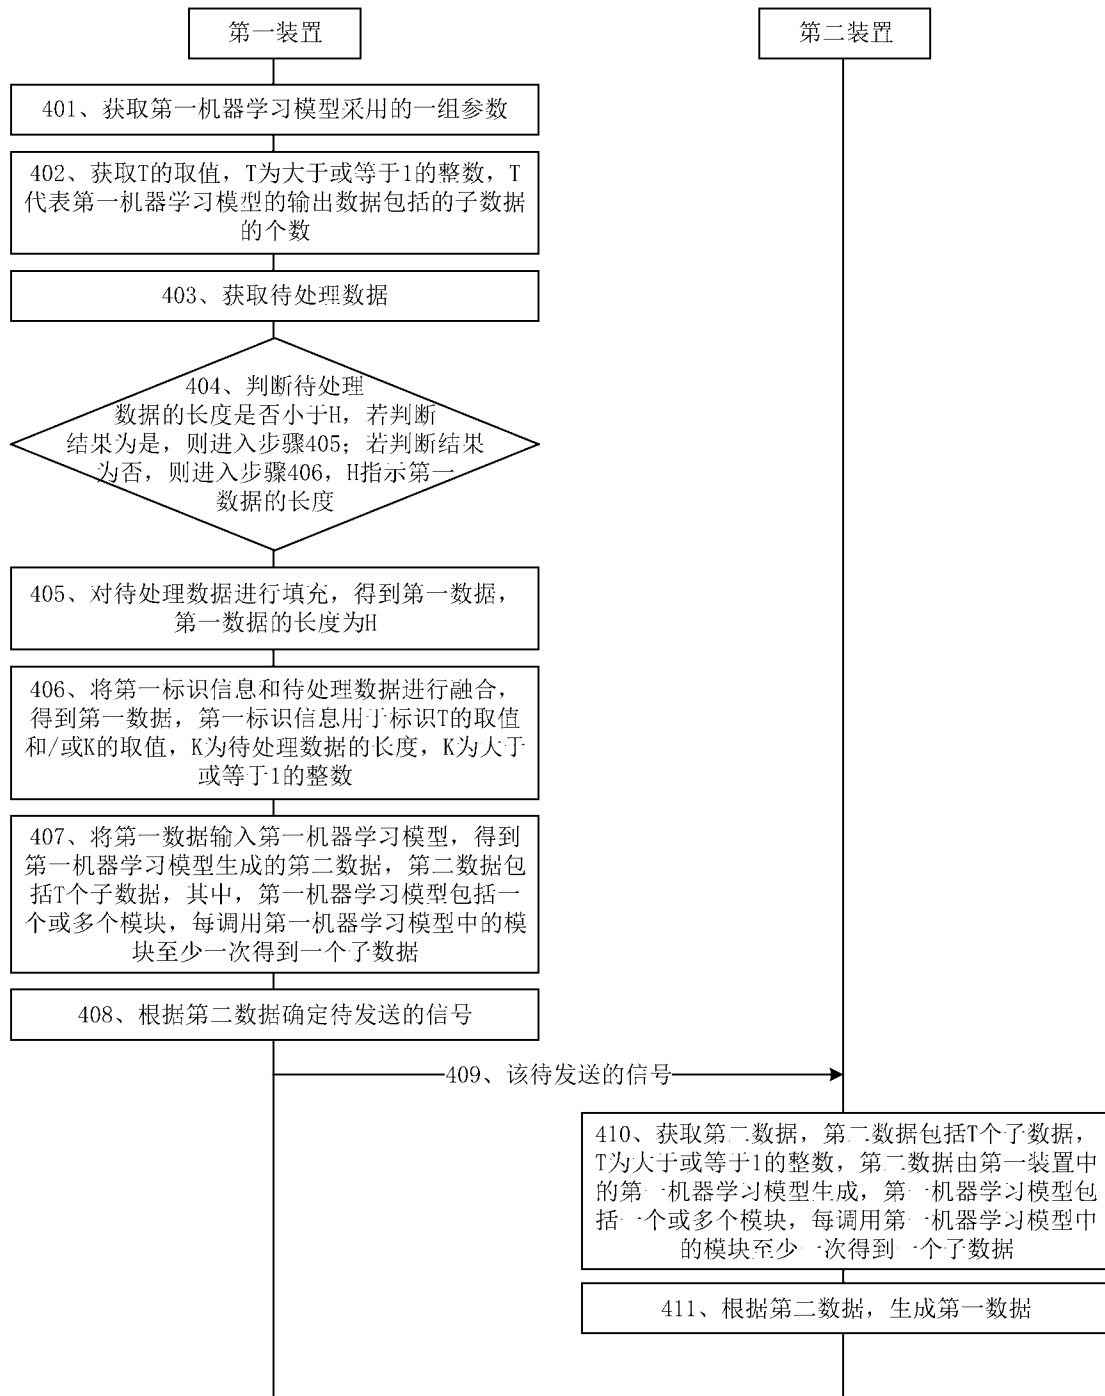 第一装置
第二装置
401、获取第一机器学习模型采用的一组参数
402、获取T的取值，T为大于或等于1的整数，T
代表第一机器学习模型的输出数据包括的子数据
的个数
403、获取待处理数据
404、判断待处理
数据的长度是否小于H，若判断
结果为是，则进入步骤405；若判断结果
为否，则进入步骤406，H指示第一
数据的长度
405、对待处理数据进行填充，得到第一数据，
第一数据的长度为H
406、将第一标识信息和待处理数据进行融合，
得到第一数据，第一标识信息用于标识T的取值
和/或K的取值，K为待处理数据的长度，K为大于
或等于1的整数
407、将第一数据输入第一机器学习模型，得到
第一机器学习模型生成的第二数据，第二数据包
括T个子数据，其中，第一机器学习模型包括一
个或多个模块，每调用第一机器学习模型中的模
块至少一次得到一个子数据
408、根据第二数据确定待发送的信号
409、该待发送的信号
410、获取第二数据，第二数据包括T个子数据，
T为大于或等于1的整数，第二数据由第一装置中
的第一机器学习模型生成，第一机器学习模型包
括一个或多个模块，每调用第一机器学习模型中
的模块至少一次得到一个子数据
411、根据第二数据，生成第一数据